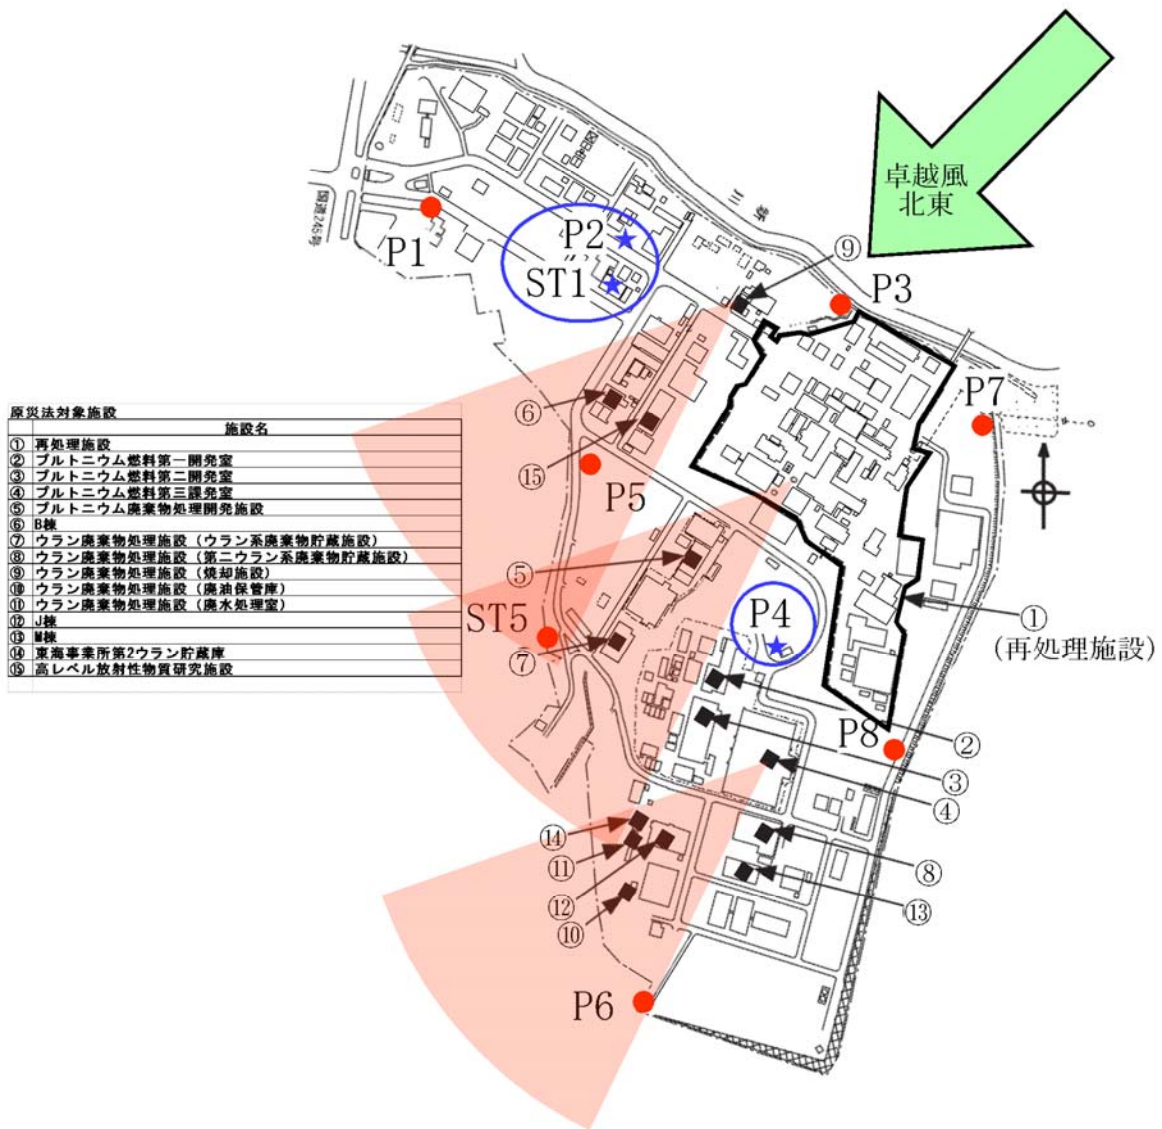 卓越風
北東
新
川
国道245号
P1
P2
ST1
⑨
P3
P7
⑥
⑮
P5
⑤
ST5
⑦
P4
①
(再処理施設)
P8
②
③
④
⑭
⑪
⑫
⑩
⑧
⑬
P6
原災法対象施設
施設名
① 再処理施設
② プルトニウム燃料第一開発室
③ プルトニウム燃料第二開発室
④ プルトニウム燃料第三課発室
⑤ プルトニウム廃棄物処理開発施設
⑥ B棟
⑦ ウラン廃棄物処理施設（ウラン系廃棄物貯蔵施設）
⑧ ウラン廃棄物処理施設（第二ウラン系廃棄物貯蔵施設）
⑨ ウラン廃棄物処理施設（焼却施設）
⑩ ウラン廃棄物処理施設（廃油保管庫）
⑪ ウラン廃棄物処理施設（廃水処理室）
⑫ J棟
⑬ M棟
⑭ 東海事業所第2ウラン貯蔵庫
⑮ 高レベル放射性物質研究施設